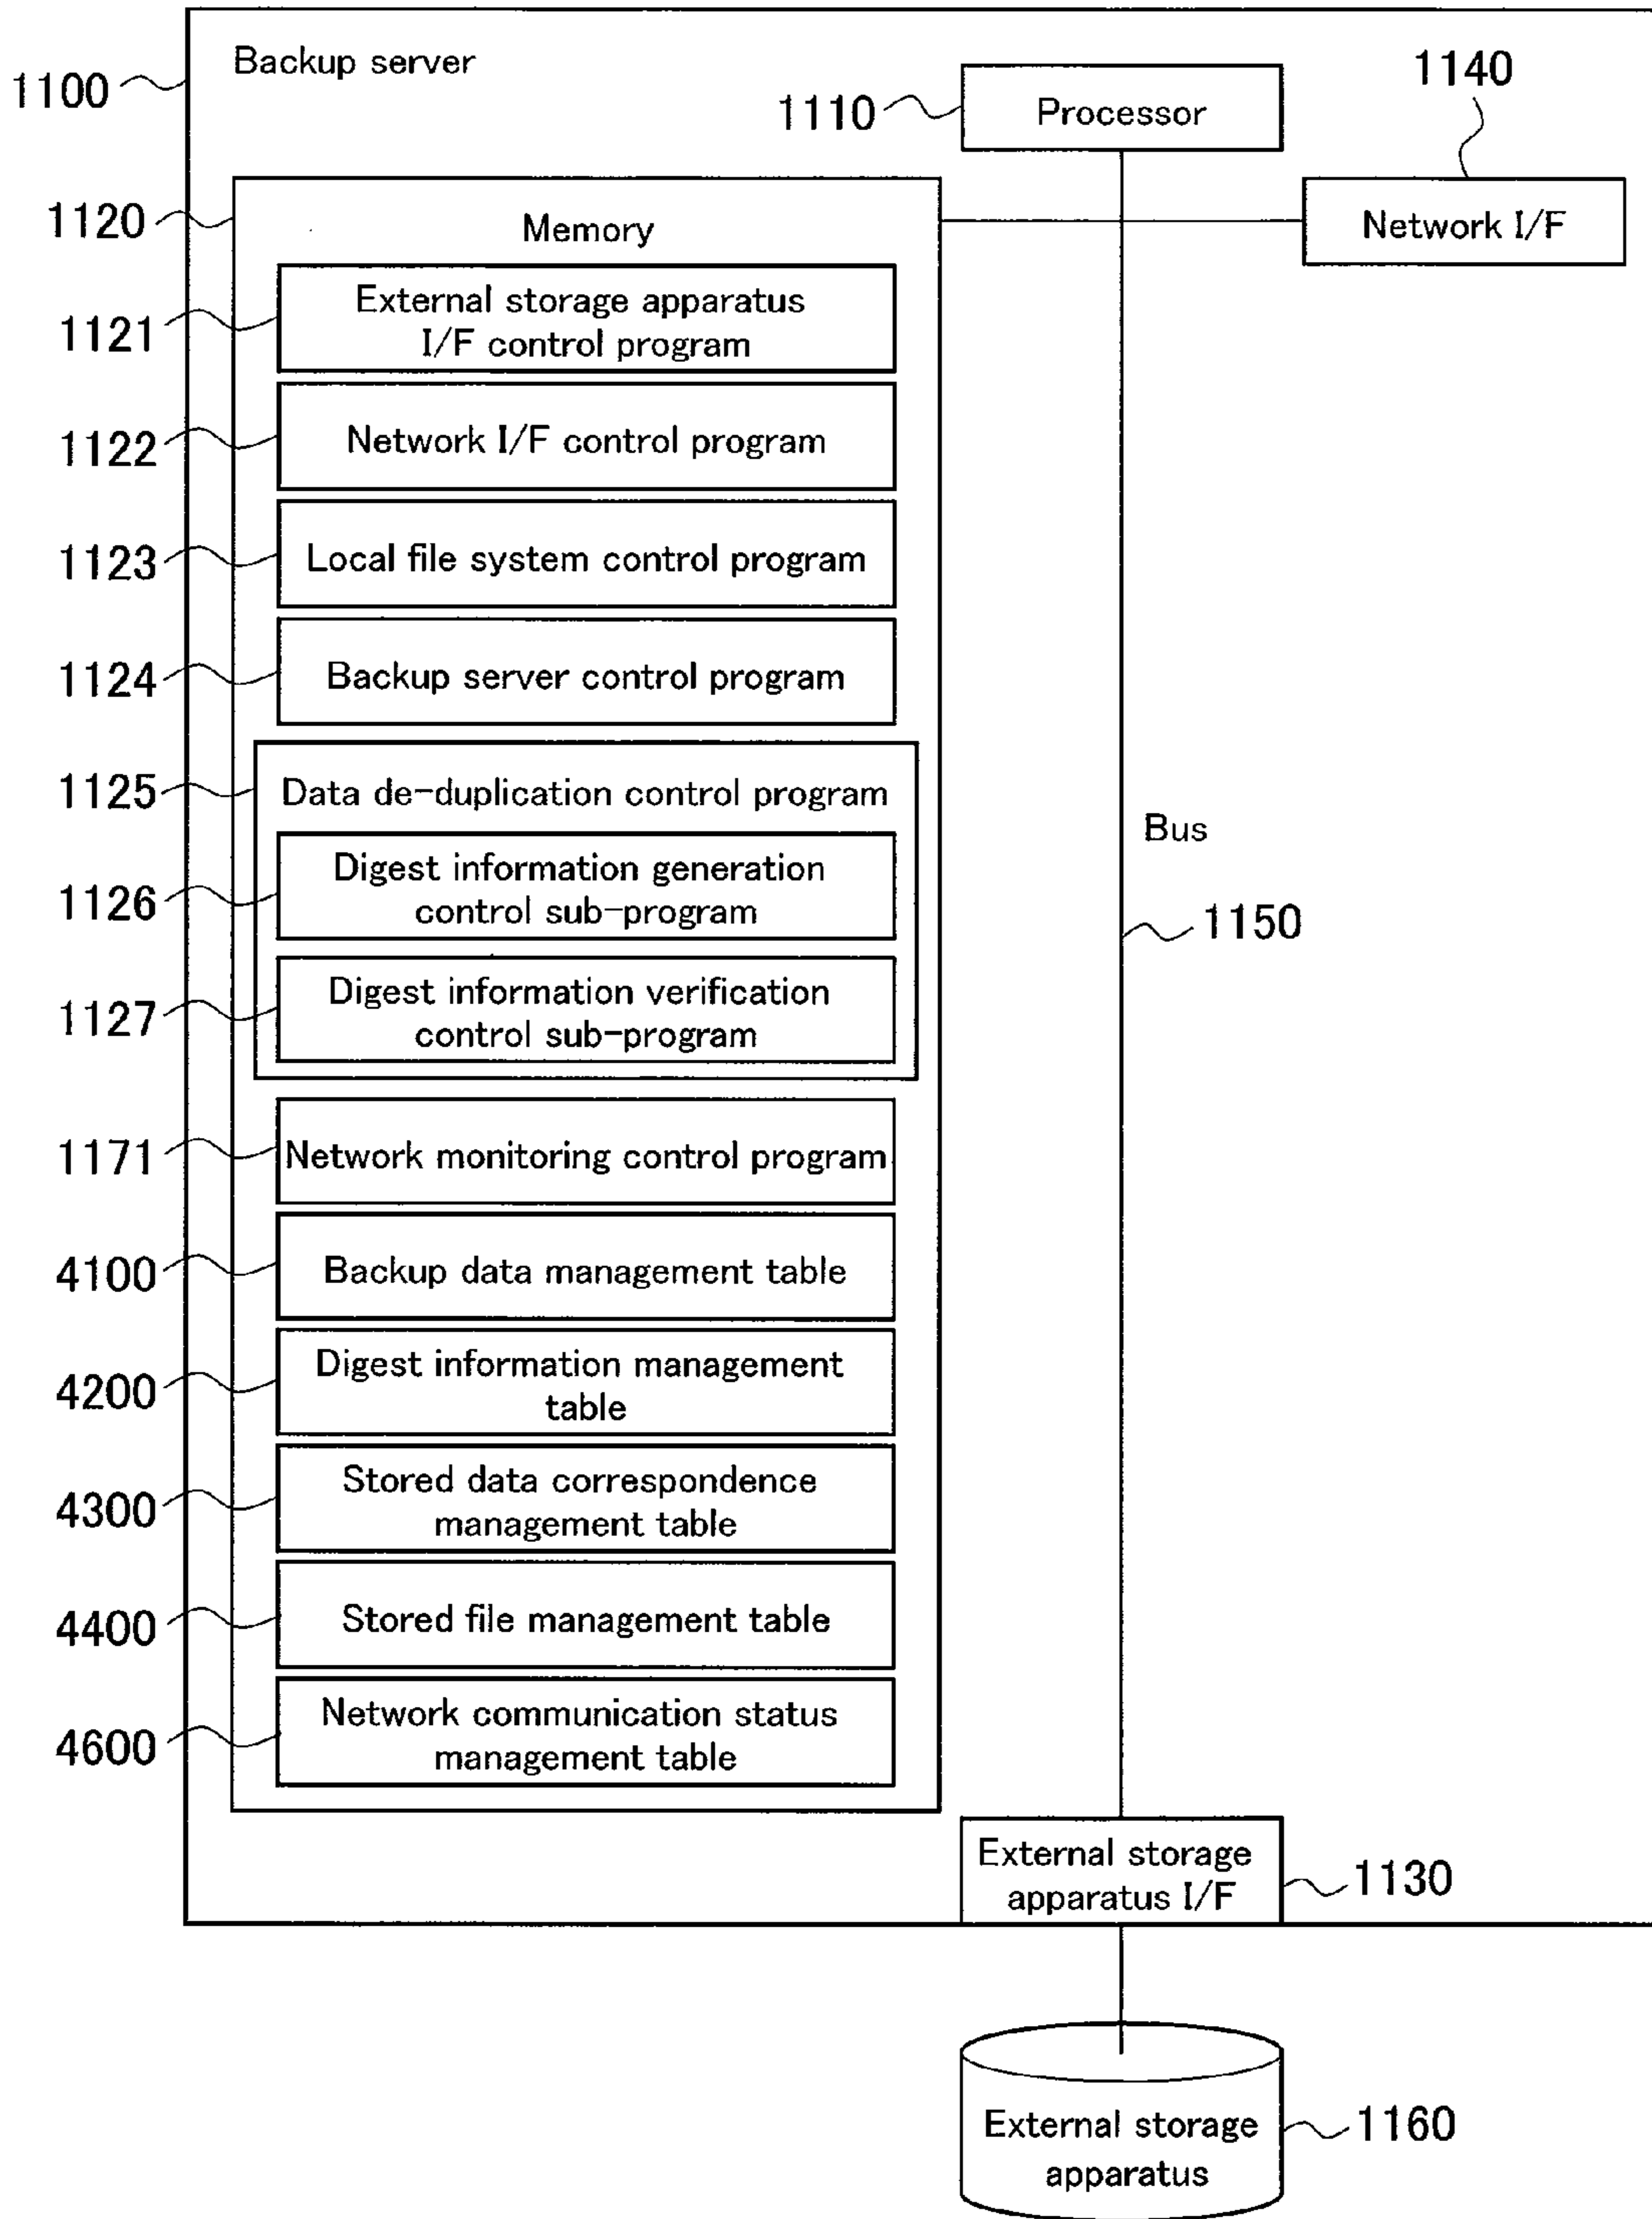 Backup server
1100
1110
Processor
1140
Network I/F
1120
Memory
1121
External storage apparatus
I/F control program
1122
Network I/F control program
1123
Local file system control program
1124
Backup server control program
1125
Data de-duplication control program
1126
Digest information generation
control sub-program
1127
Digest information verification
control sub-program
Bus
1150
1171
Network monitoring control program
4100
Backup data management table
4200
Digest information management
table
4300
Stored data correspondence
management table
4400
Stored file management table
4600
Network communication status
management table
External storage
apparatus I/F
1130
External storage
apparatus
1160